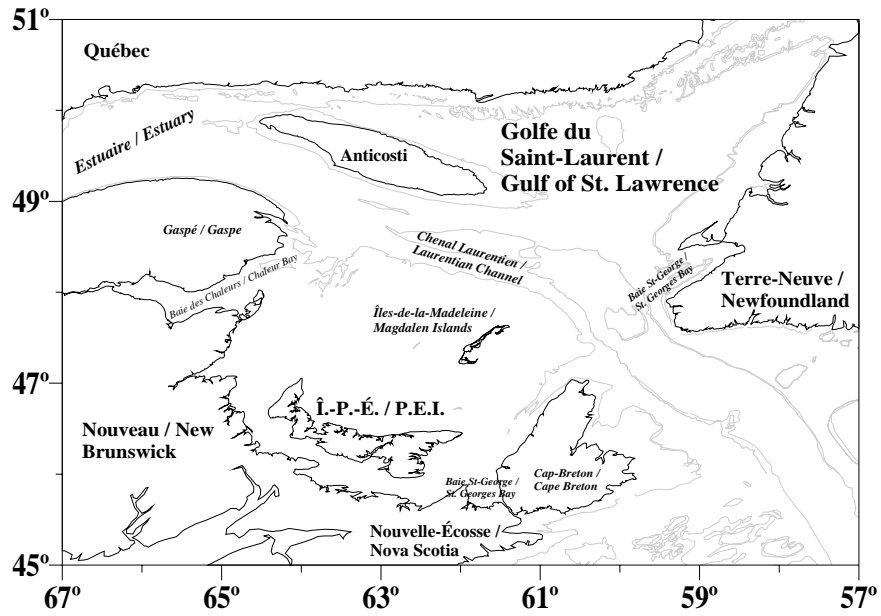 51º
Québec
Estuaire / Estuary
Anticosti
Golfe du
Saint-Laurent /
Gulf of St. Lawrence
49º
Gaspé / Gaspe
Chenal Laurentien /
Laurentian Channel
Baie des Chaleurs / Chaleur Bay
Baie St-George /
St. Georges Bay
Terre-Neuve /
Newfoundland
Îles-de-la-Madeleine /
Magdalen Islands
47º
Î.-P.-É. / P.E.I.
Nouveau / New
Brunswick
Baie St-George /
St. Georges Bay
Cap-Breton /
Cape Breton
Nouvelle-Écosse /
Nova Scotia
45º
67º
65º
63º
61º
59º
57º